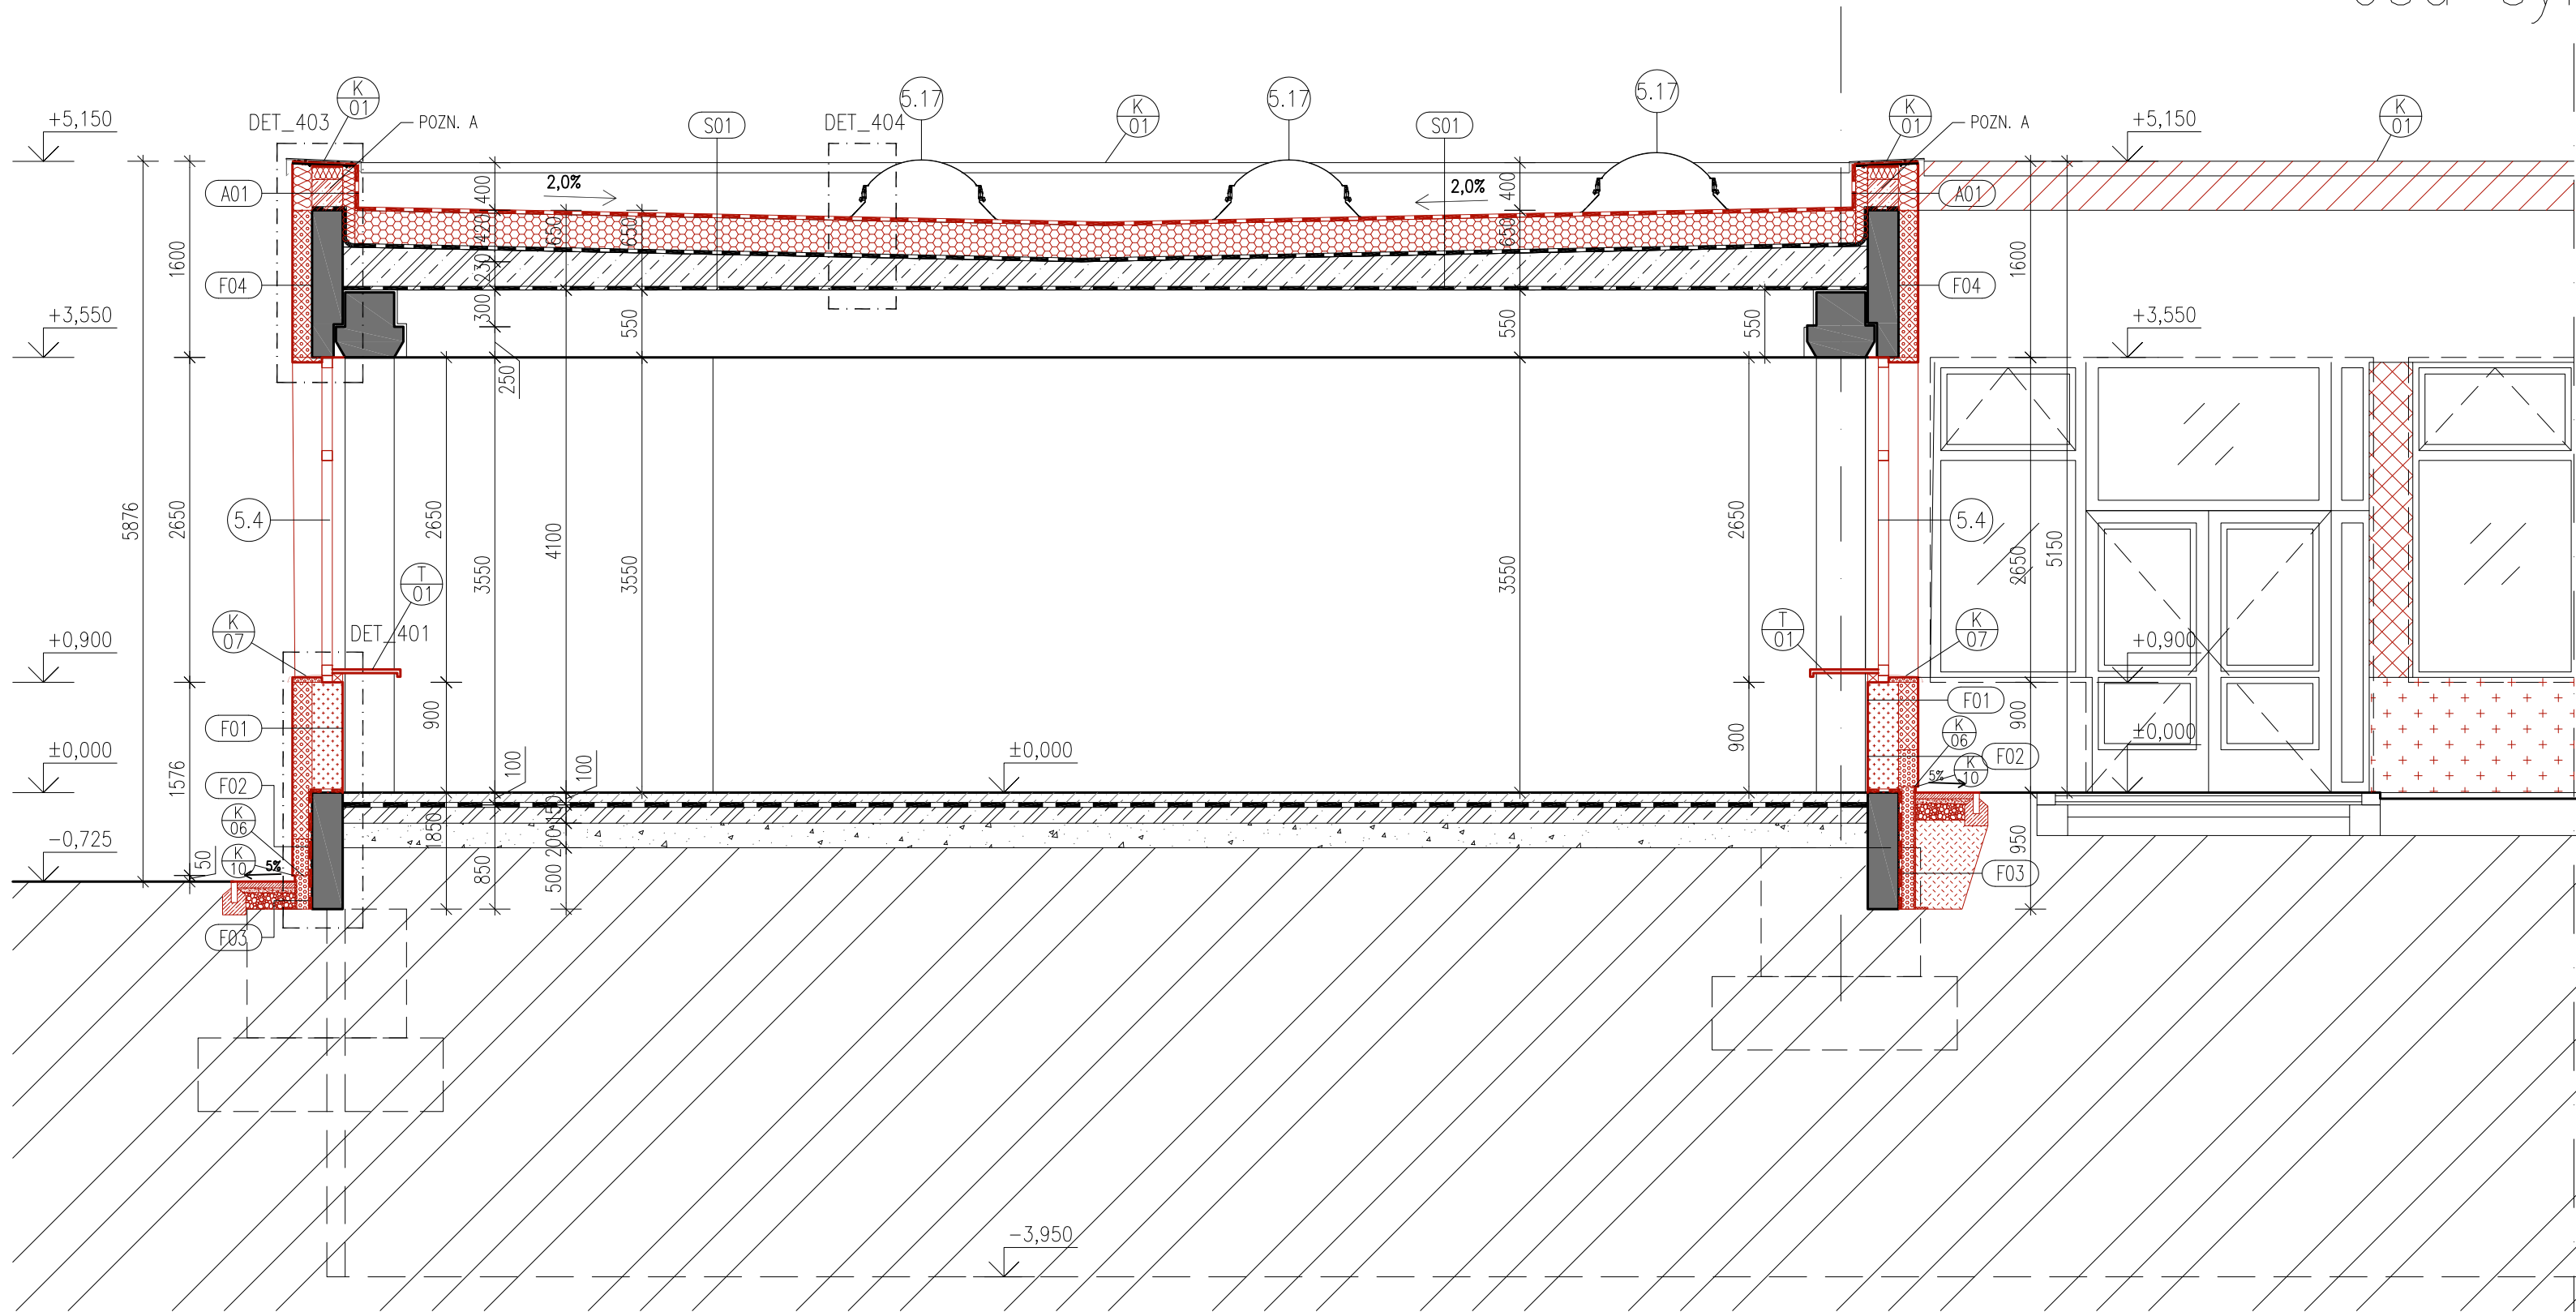 K
01
5.17
5.17
5.17
K
01
K
01
K
01
+5,150
DET_403
POZN. A
S01
DET_404
S01
POZN. A
+5,150
A01
2,0%
2,0%
A01
400
400
420
650
650
650
230
300
550
550
550
250
1600
1600
F04
F04
+3,550
+3,550
5876
2650
5.4
2650
3550
4100
3550
3550
2650
5.4
2650
5150
T
01
K
07
DET_401
T
01
K
07
+0,900
+0,900
F01
900
900
F01
900
K
06
F02
±0,000
±0,000
±0,000
5%
K
10
1576
F02
100
100
150
K
06
1850
850
200
500
950
-0,725
50
K
10
5%
F03
F03
-3,950